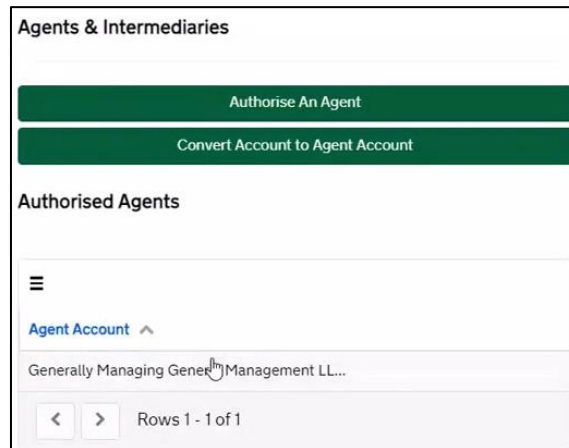 Agents & Intermediaries
Authorise An Agent
Convert Account to Agent Account
Authorised Agents
Agent Account
Generally Managing General Management LL...
Rows 1 - 1 of 1